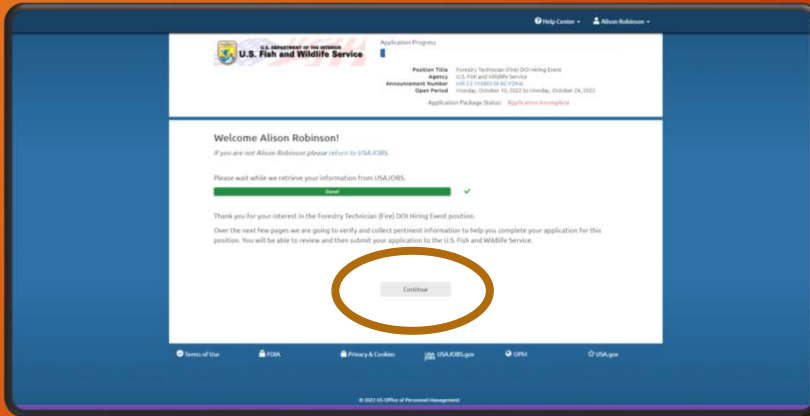 Help Center
Alison Robinson
U.S. DEPARTMENT OF THE INTERIOR
U.S. Fish and Wildlife Service
Application Progress
Position Title Forestry Technician (Fire) DOI Hiring Event
Agency U.S. Fish and Wildlife Service
Announcement Number
Open Period Monday, October 10, 2022 to Monday, October 24, 2022
Application Package Status: Application Incomplete
Welcome Alison Robinson!
If you are not Alison Robinson please return to USAJOBS.
Please wait while we retrieve your information from USAJOBS.
Done!
Thank you for your interest in the Forestry Technician (Fire) DOI Hiring Event position.
Over the next few pages we are going to verify and collect pertinent information to help you complete your application for this
position. You will be able to review and then submit your application to the U.S. Fish and Wildlife Service.
Continue
Terms of Use FOIA Privacy & Cookies USAJOBS.gov OPM USA.gov
© 2022 US Office of Personnel Management